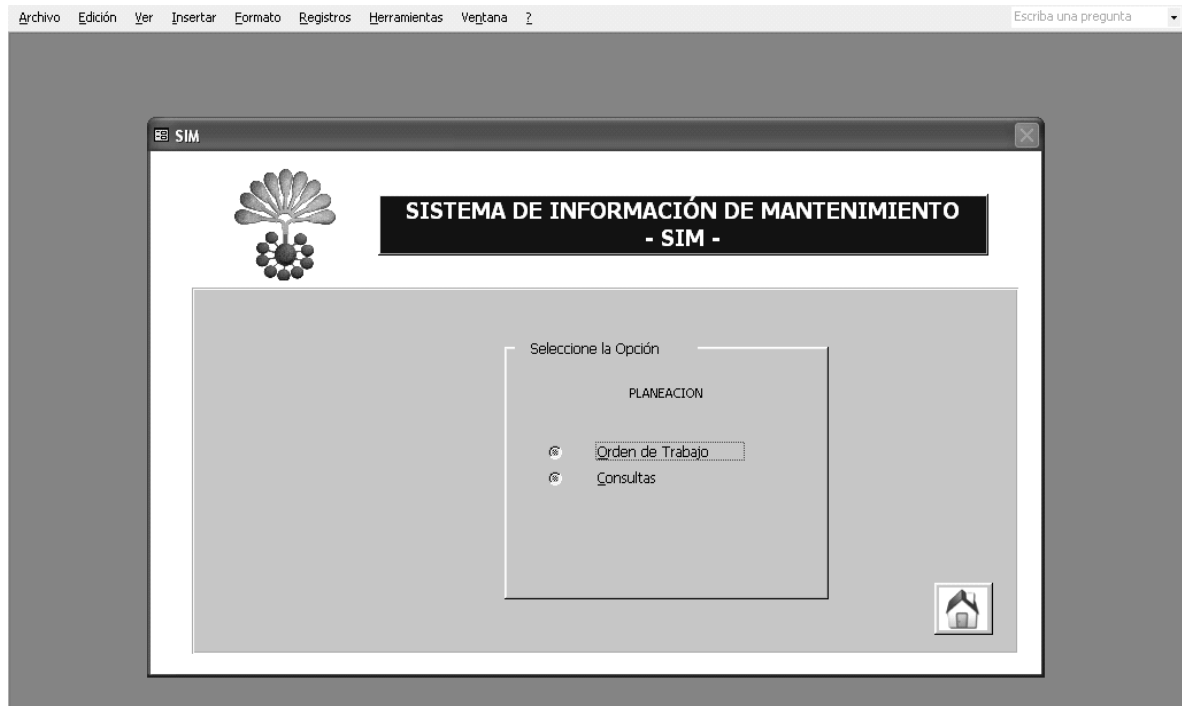 Archivo Edición Ver Insertar Formato Registros Herramientas Ventana ? Escriba una pregunta
SIM
SISTEMA DE INFORMACIÓN DE MANTENIMIENTO
- SIM -
Seleccione la Opción
PLANEACION
Orden de Trabajo
Consultas